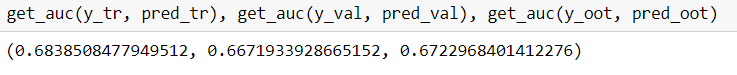 get_auc(y_tr, pred_tr), get_auc(y_val, pred_val), get_auc(y_oot, pred_oot)
(0.6838508477949512, 0.6671933928665152, 0.6722968401412276)